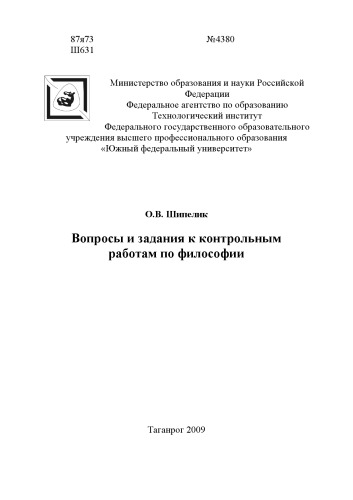 87я73 №4380
Ш631
Министерство образования и науки Российской
Федерации
Федеральное агентство по образованию
Технологический институт
Федерального государственного образовательного
учреждения высшего профессионального образования
«Южный федеральный университет»
О.В. Шипелик
Вопросы и задания к контрольным
работам по философии
Таганрог 2009